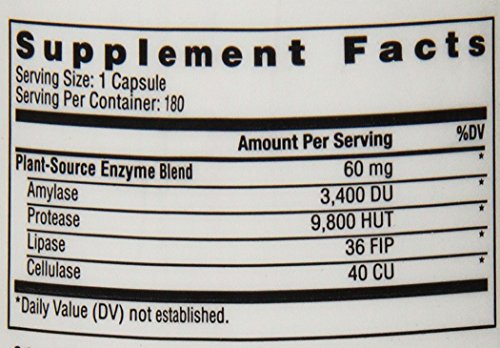 Supplement Facts
Serving Size: 1 Capsule
Serving Per Container: 180
Amount Per Serving %DV
Plant-Source Enzyme Blend 60 mg *
Amylase 3,400 DU
Protease 9,800 HUT *
Lipase 36 FIP *
Cellulase 40 CU *
*Daily Value (DV) not established.